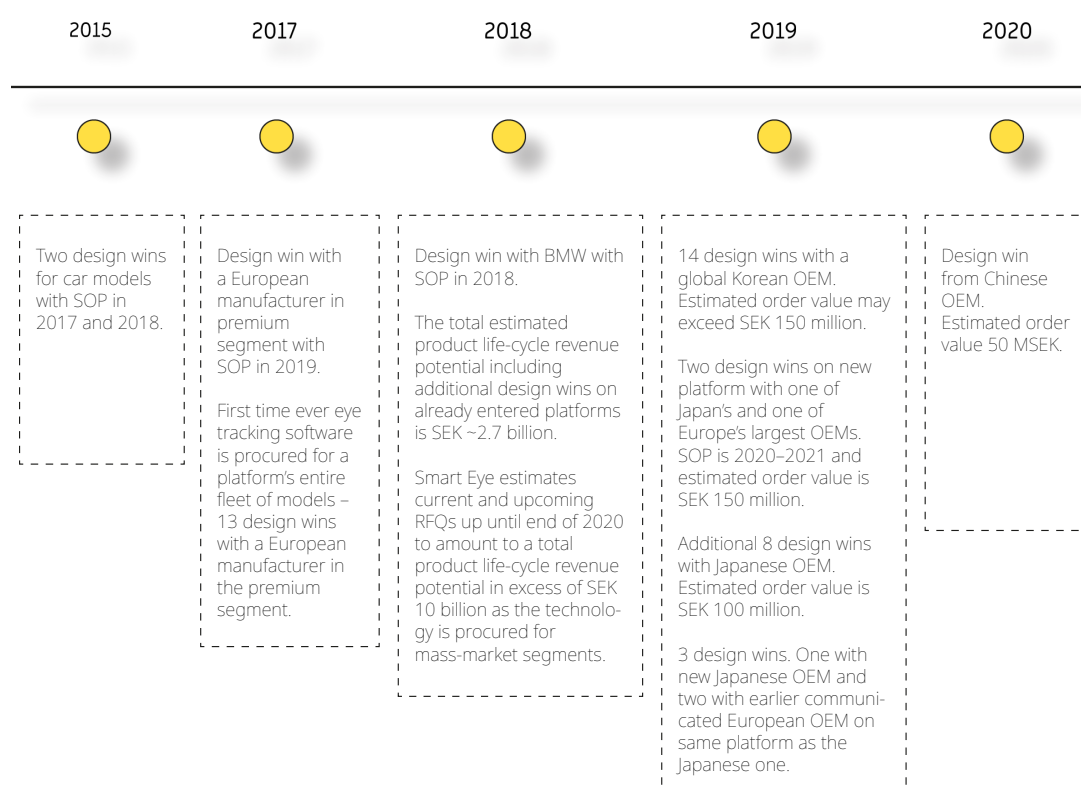 2015
2017
2018
2019
2020
Two design wins
for car models
with SOP in
2017 and 2018.
Design win with
a European
manufacturer in
premium
segment with
SOP in 2019.
First time ever eye
tracking software
is procured for a
platform's entire
fleet of models –
13 design wins
with a European
manufacturer in
the premium
segment.
Design win with BMW with
SOP in 2018.
The total estimated
product life-cycle revenue
potential including
additional design wins on
already entered platforms
is SEK ~2.7 billion.
Smart Eye estimates
current and upcoming
RFQs up until end of 2020
to amount to a total
product life-cycle revenue
potential in excess of SEK
10 billion as the technolo-
gy is procured for
mass-market segments.
14 design wins with a
global Korean OEM.
Estimated order value may
exceed SEK 150 million.
Two design wins on new
platform with one of
Japan's and one of
Europe's largest OEMs.
SOP is 2020–2021 and
estimated order value is
SEK 150 million.
Additional 8 design wins
with Japanese OEM.
Estimated order value is
SEK 100 million.
3 design wins. One with
new Japanese OEM and
two with earlier communi-
cated European OEM on
same platform as the
Japanese one.
Design win
from Chinese
OEM.
Estimated order
value 50 MSEK.